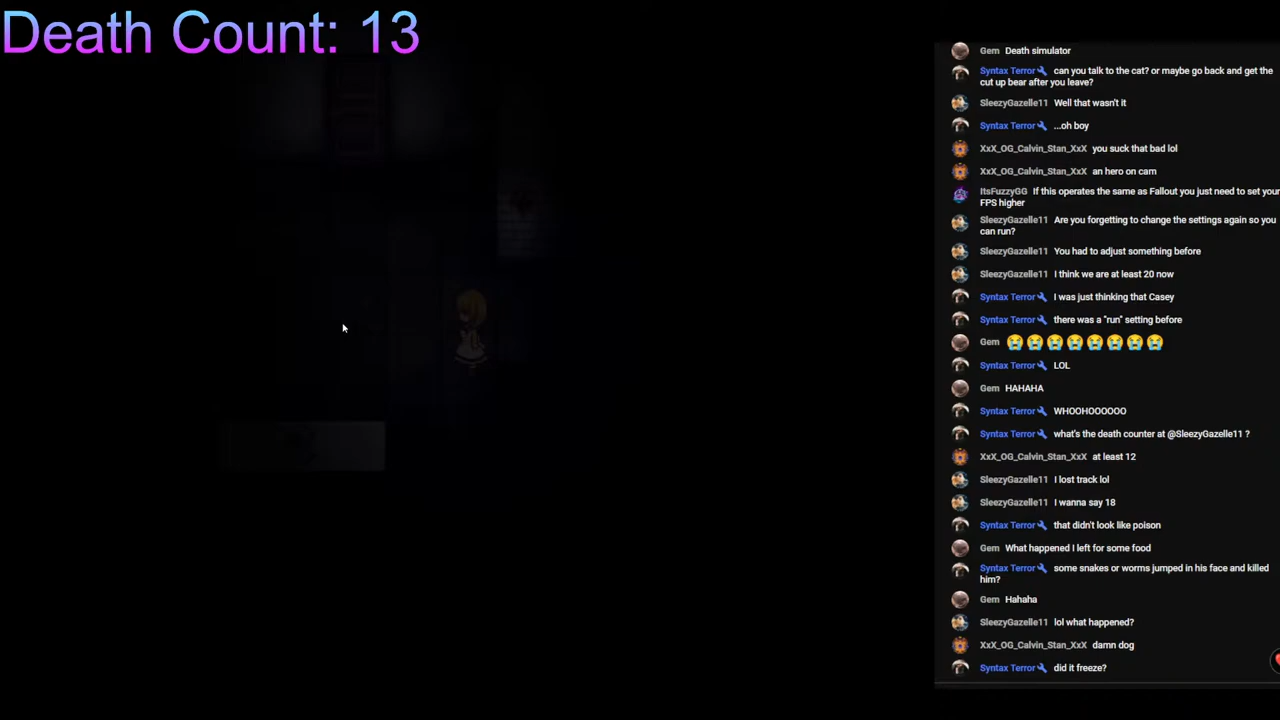 Death Count: 13
Gem Death simulator
Syntax Terror can you talk to the cat? or maybe go back and get the
cut up bear after you leave?
SleezyGazelle11 Well that wasn't it
Syntax Terror ...oh boy
XxX_OG_Calvin_Stan_XxX you suck that bad lol
XxX_OG_Calvin_Stan_XxX an hero on cam
ItsFuzzyGG If this operates the same as Fallout you just need to set your
FPS higher
SleezyGazelle11 Are you forgetting to change the settings again so you
can run?
SleezyGazelle11 You had to adjust something before
SleezyGazelle11 I think we are at least 20 now
Syntax Terror I was just thinking that Casey
Syntax Terror there was a "run" setting before
Gem 😭😭😭😭😭😭😭😭
Syntax Terror LOL
Gem HAHAHA
Syntax Terror WHOOHOOOOOO
Syntax Terror what's the death counter at @SleezyGazelle11 ?
XxX_OG_Calvin_Stan_XxX at least 12
SleezyGazelle11 I lost track lol
SleezyGazelle11 I wanna say 18
Syntax Terror that didn't look like poison
Gem What happened I left for some food
Syntax Terror some snakes or worms jumped in his face and killed
him?
Gem Hahaha
SleezyGazelle11 lol what happened?
XxX_OG_Calvin_Stan_XxX damn dog
Syntax Terror did it freeze?